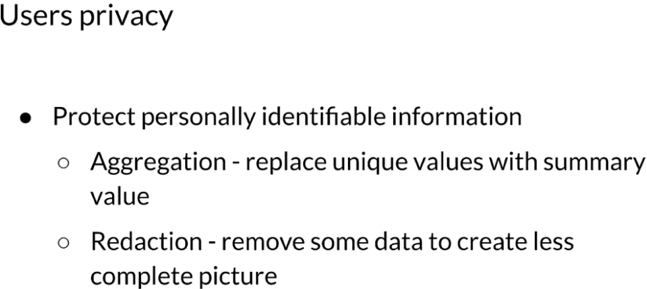 Users privacy
● Protect personally identifiable information
○ Aggregation - replace unique values with summary
value
○ Redaction - remove some data to create less
complete picture